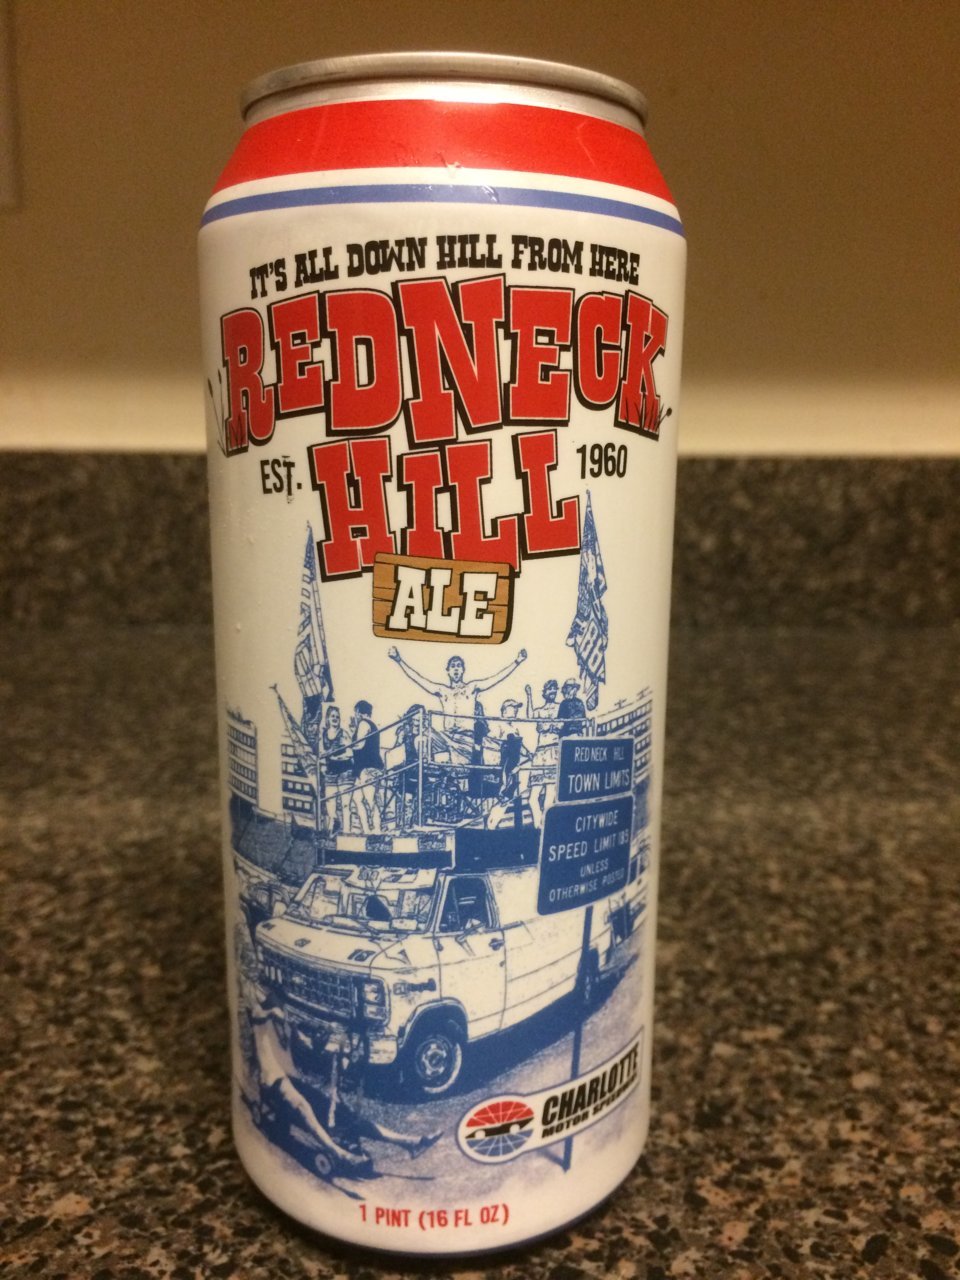 IT'S ALL DOWN HILL FROM HERE
REDNECK
HILL
EST. 1960
ALE
REDNECK HILL
TOWN LIMITS
CITYWIDE
SPEED LIMIT 195
UNLESS
OTHERWISE POSTED
CHARLOTTE
MOTOR SPEEDWAY
1 PINT (16 FL OZ)